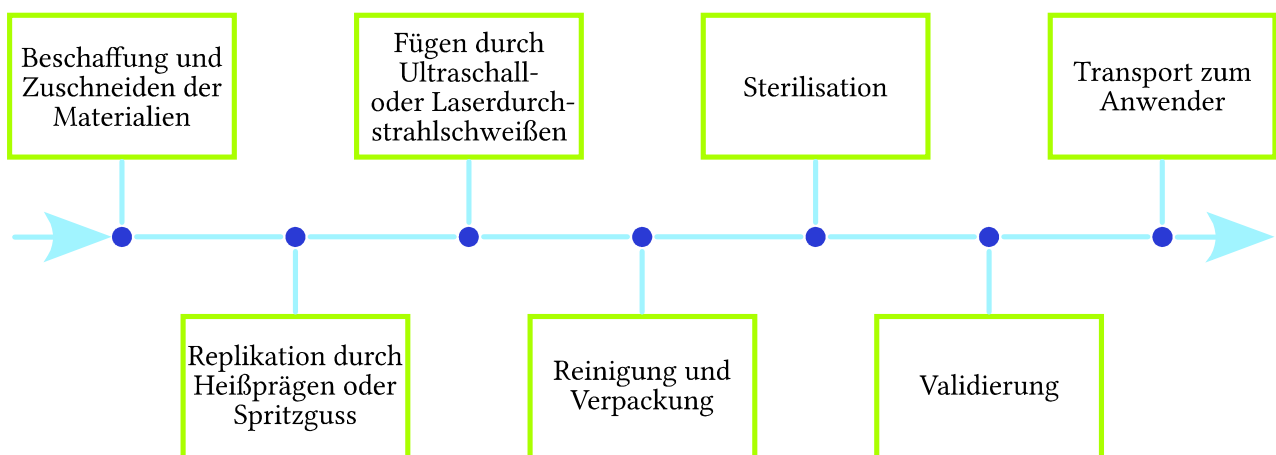 Beschaffung und
Zuschneiden der
Materialien
Replikation durch
Heißprägen oder
Spritzguss
Fügen durch
Ultraschall-
oder Laserdurch-
strahlschweißen
Reinigung und
Verpackung
Sterilisation
Validierung
Transport zum
Anwender